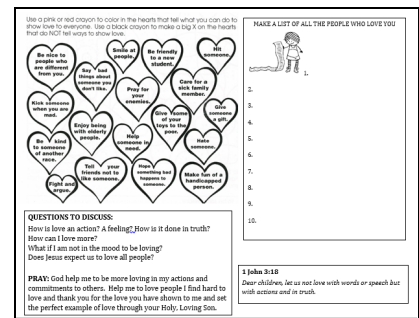 Use a pink or red crayon to color in the hearts that tell what you can do to
show love to everyone. Use a black crayon to make a big X on the hearts
that do NOT tell ways to show love.
Be nice to
people who
are different
from you.
Smile at
people.
Be friendly
to a new
student.
Hit
someone.
Say bad
things about
someone you
don't like.
Pray for
your
enemies.
Care for a
sick family
member.
Kick someone
when you are
mad.
Give
someone
a gift.
Enjoy being
with elderly
people.
Give some
of your
toys to the
poor.
Be kind
to someone
of another
race.
Help
someone in
need.
Hate
someone.
Tell your
friends not to
like someone.
Hope
something bad
happens to
someone.
Make fun of a
handicapped
person.
Fight and
argue.
QUESTIONS TO DISCUSS:
How is love an action? A feeling? How is it done in truth?
How can I love more?
What if I am not in the mood to be loving?
Does Jesus expect us to love all people?
PRAY: God help me to be more loving in my actions and
commitments to others. Help me to love people I find hard to
love and thank you for the love you have shown to me and set
the perfect example of love through your Holy, Loving Son.
MAKE A LIST OF ALL THE PEOPLE WHO LOVE YOU
1.
2.
3.
4.
5.
6.
7.
8.
9.
10.
1 John 3:18
Dear children, let us not love with words or speech but
with actions and in truth.